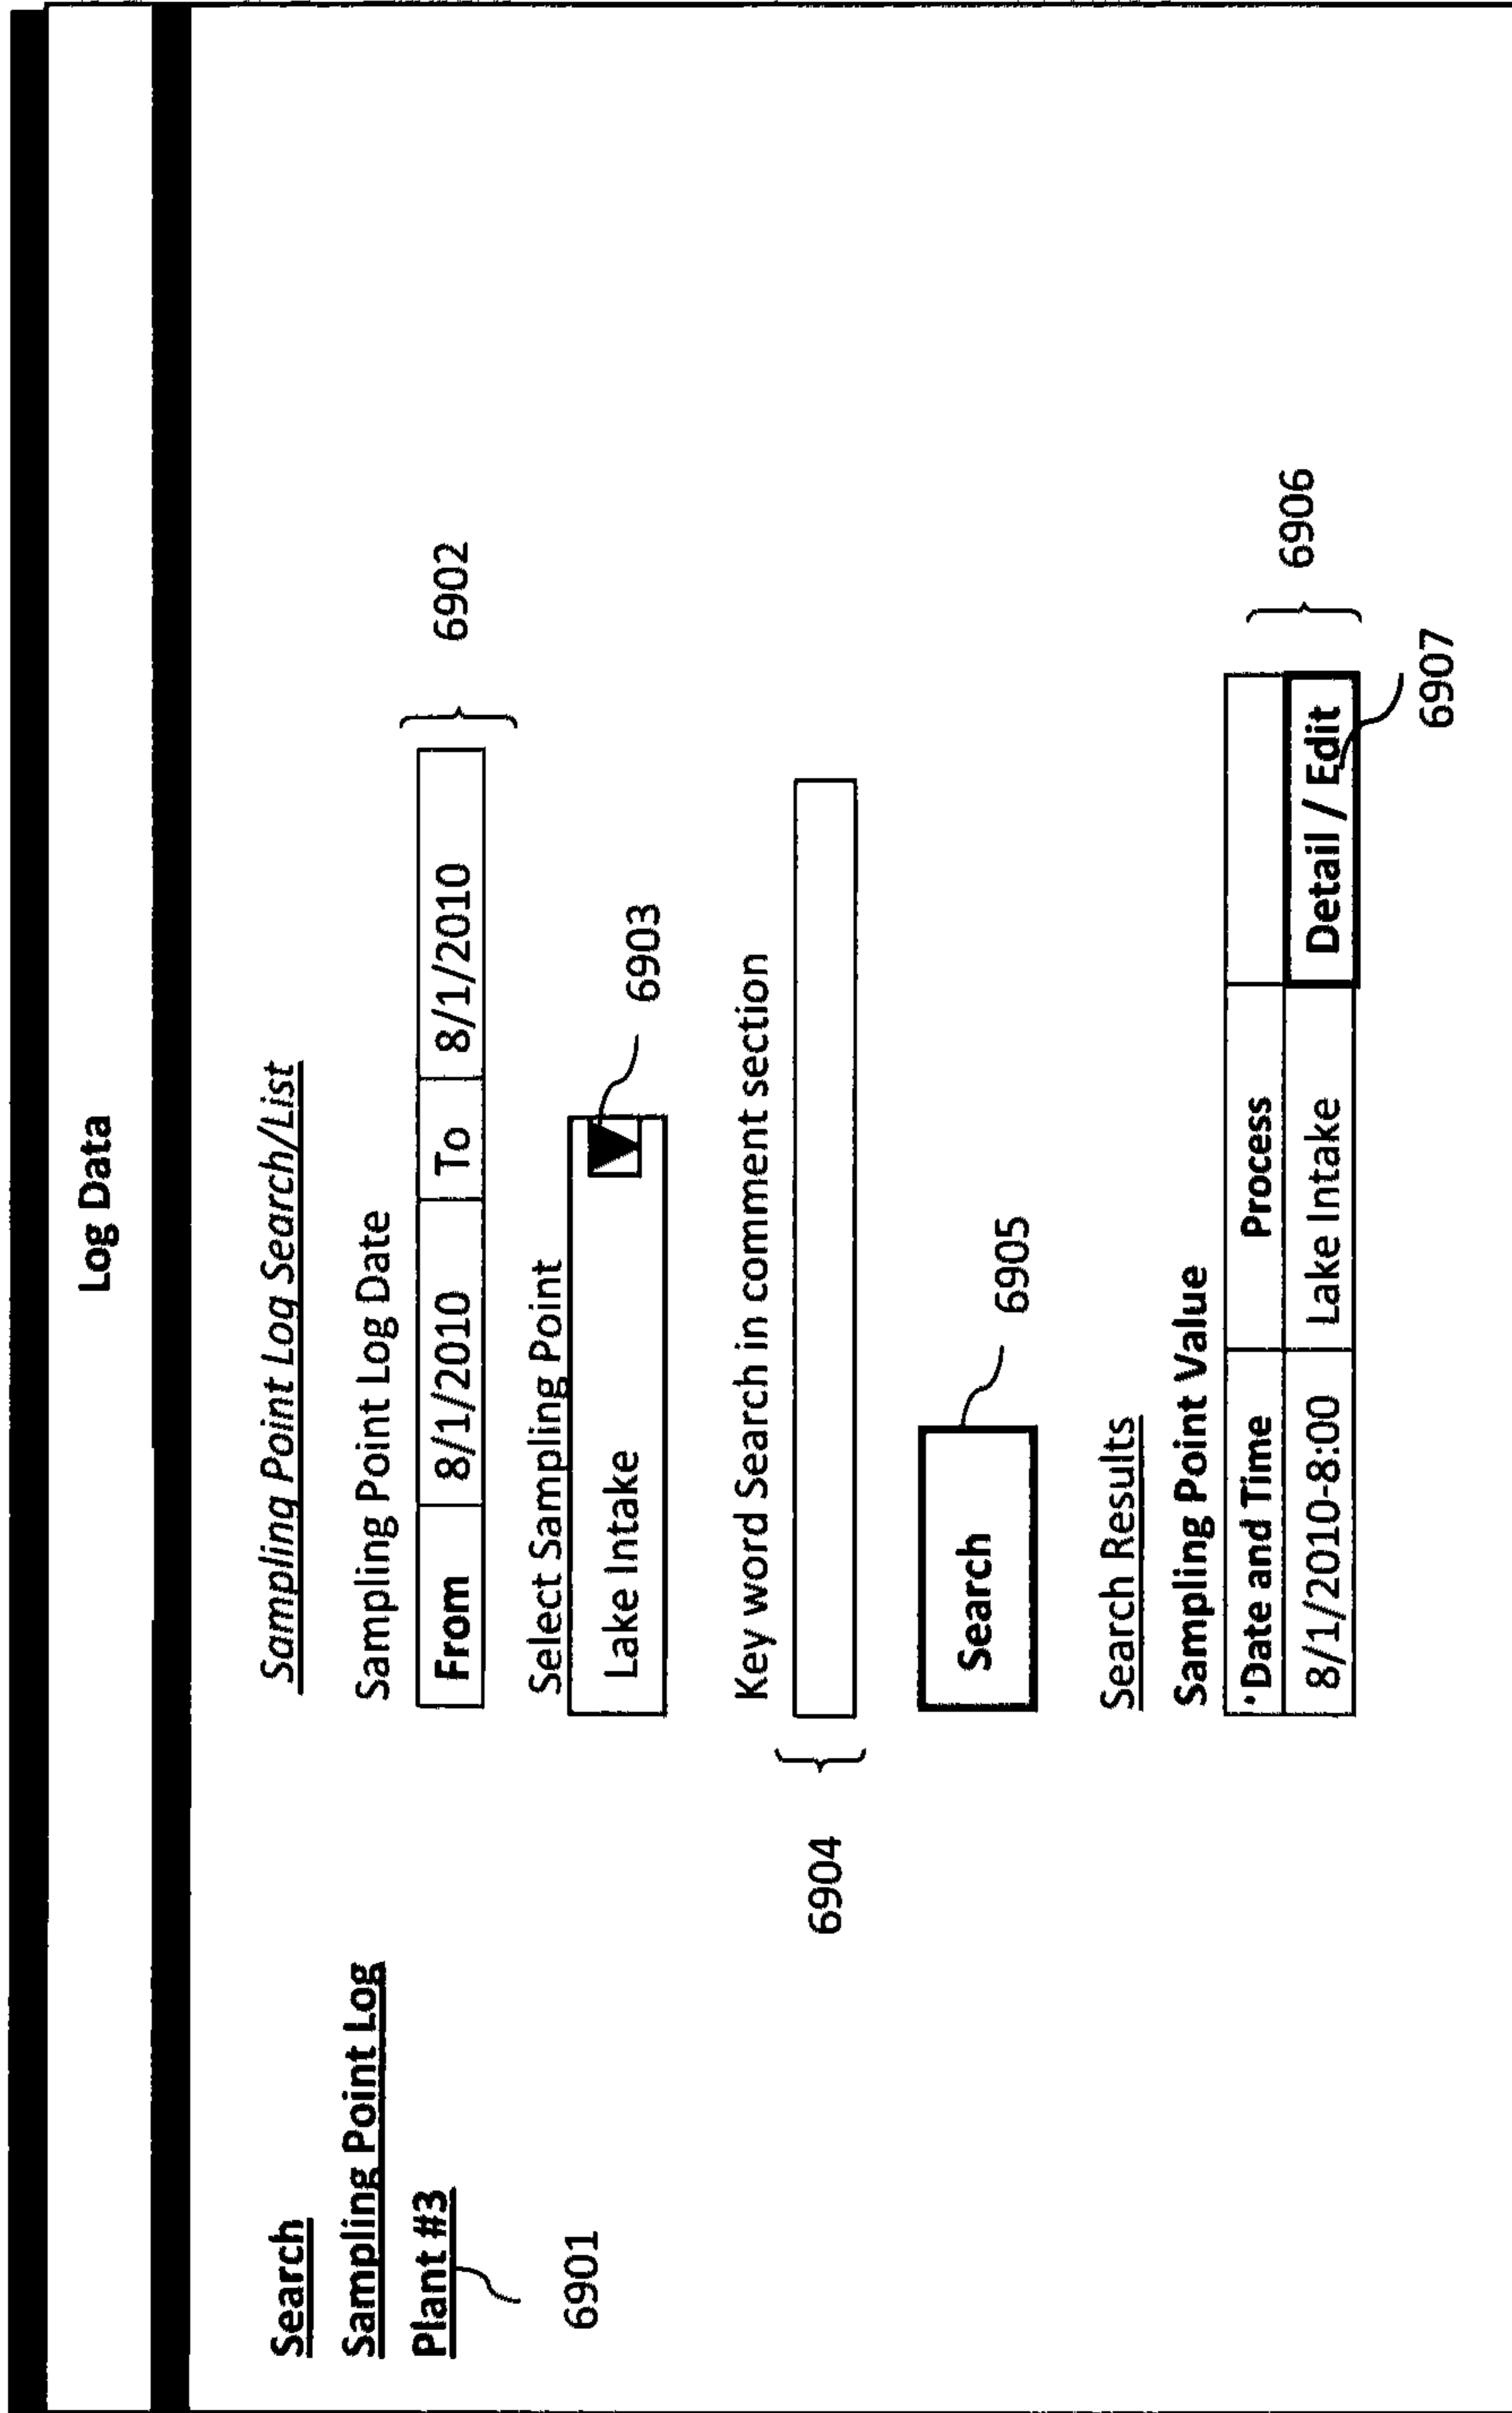 Log Data
Search
Sampling Point Log
Plant #3
6901
Sampling Point Log Search/List
Sampling Point Log Date
From 8/1/2010 To 8/1/2010
6902
Select Sampling Point
Lake Intake
6903
Key word Search in comment section
6904
Search
6905
Search Results
Sampling Point Value
Date and Time Process
8/1/2010-8:00 Lake Intake Detail / Edit
6906
6907